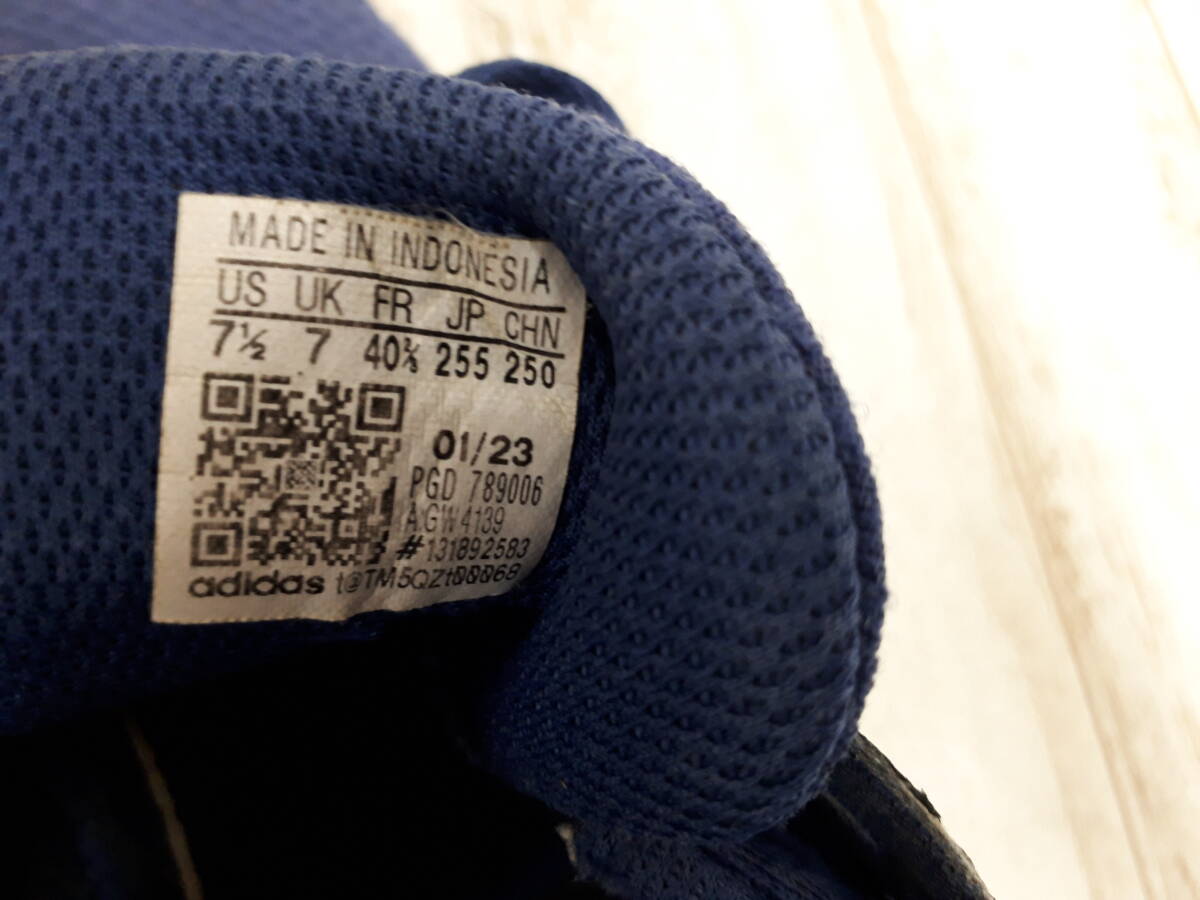 MADE IN INDONESIA
US UK FR JP CHN
7½ 7 40⅔ 255 250
01/23
PGD 789006
AGW4139
#131892583
adidas t@TM5QZt00068